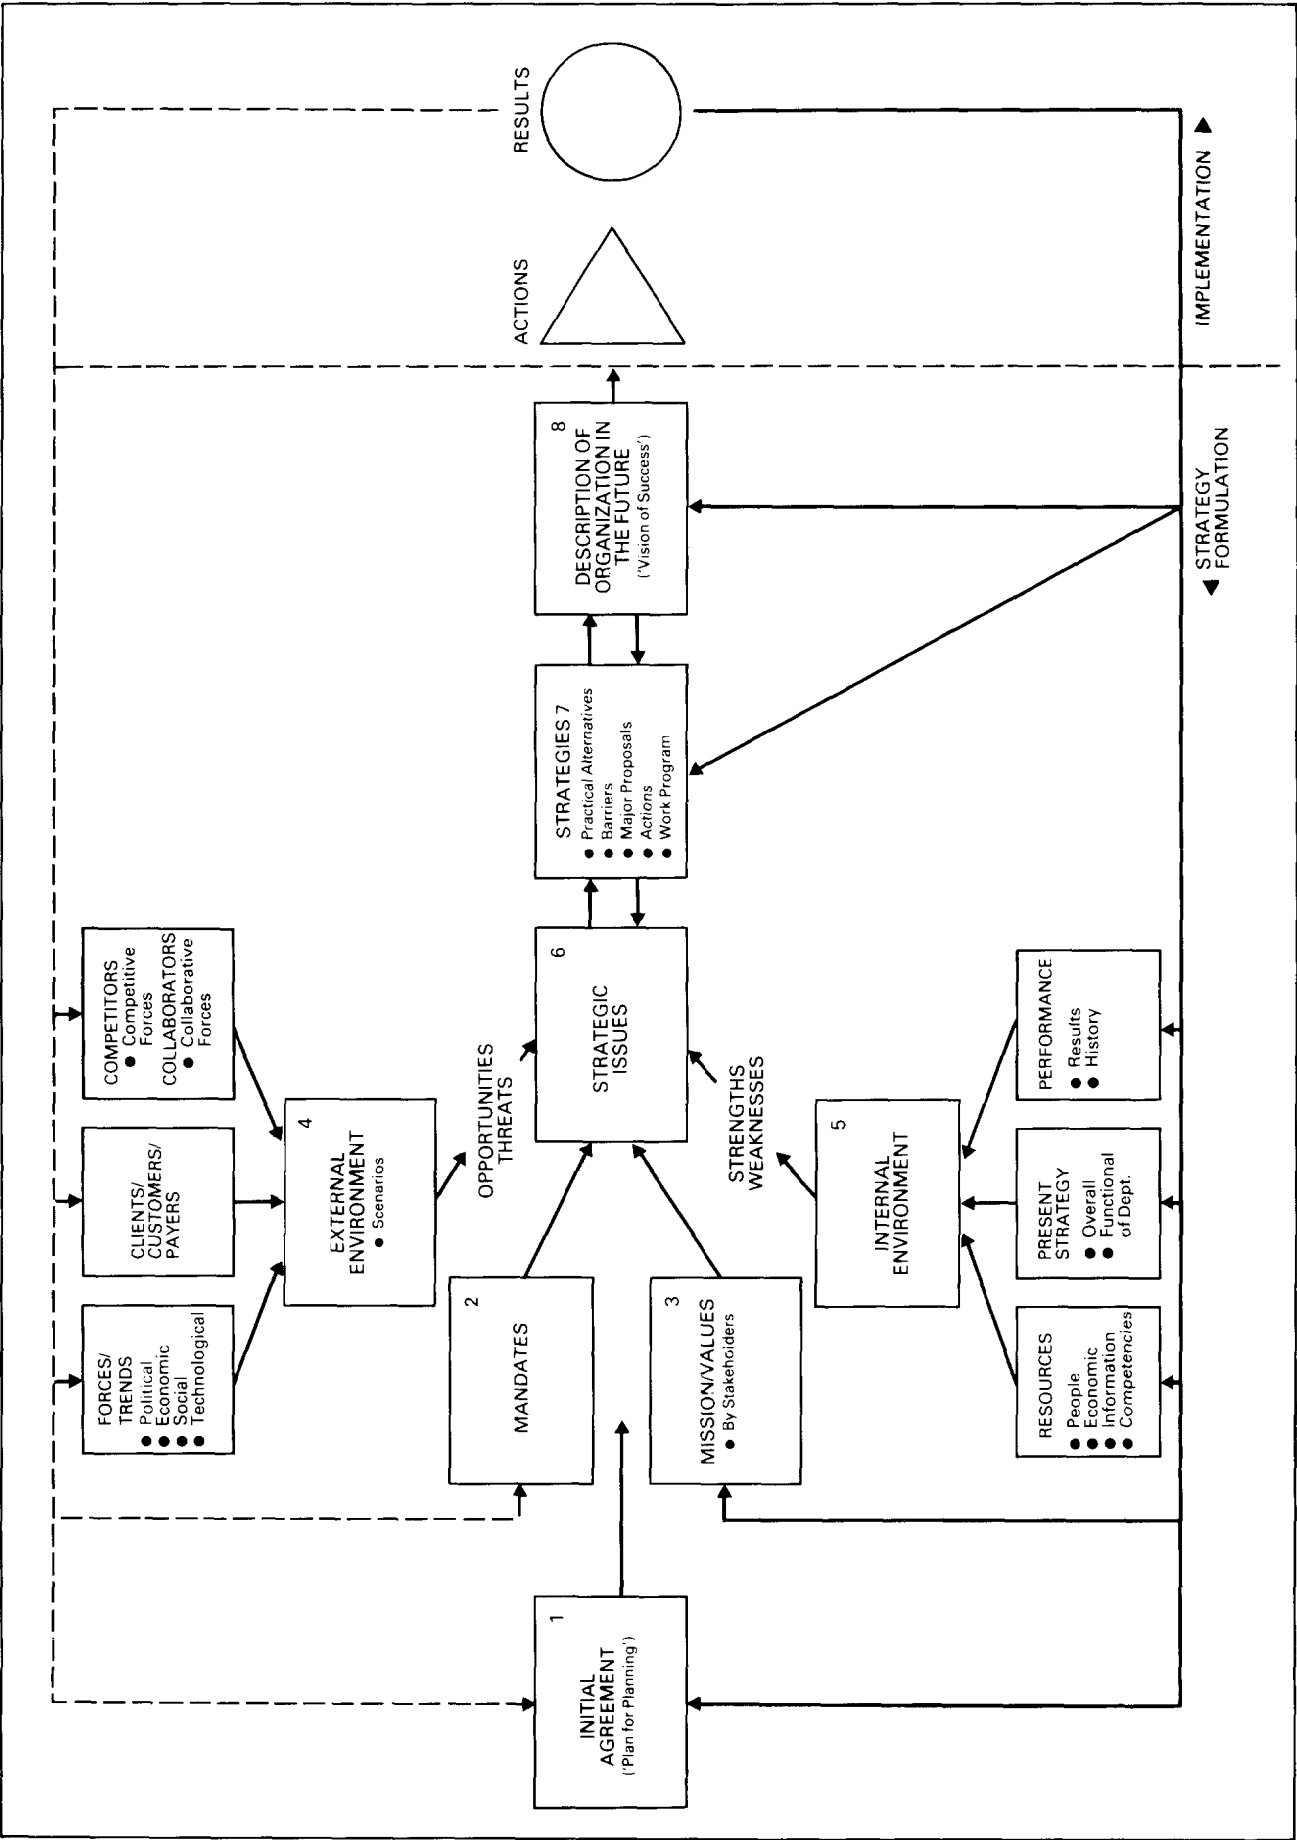 INITIAL
AGREEMENT
('Plan for Planning')
1
FORCES/
TRENDS
● Political
● Economic
● Social
● Technological
CLIENTS/
CUSTOMERS/
PAYERS
COMPETITORS
● Competitive
Forces
COLLABORATORS
● Collaborative
Forces
EXTERNAL
ENVIRONMENT
● Scenarios
4
MANDATES
2
MISSION/VALUES
● By Stakeholders
3
OPPORTUNITIES
THREATS
STRENGTHS
WEAKNESSES
INTERNAL
ENVIRONMENT
5
RESOURCES
● People
● Economic
● Information
● Competencies
PRESENT
STRATEGY
● Overall
● Functional
of Dept.
PERFORMANCE
● Results
● History
STRATEGIC
ISSUES
6
STRATEGIES 7
● Practical Alternatives
● Barriers
● Major Proposals
● Actions
● Work Program
DESCRIPTION OF
ORGANIZATION IN
THE FUTURE
('Vision of Success')
8
ACTIONS
RESULTS
STRATEGY
FORMULATION
IMPLEMENTATION